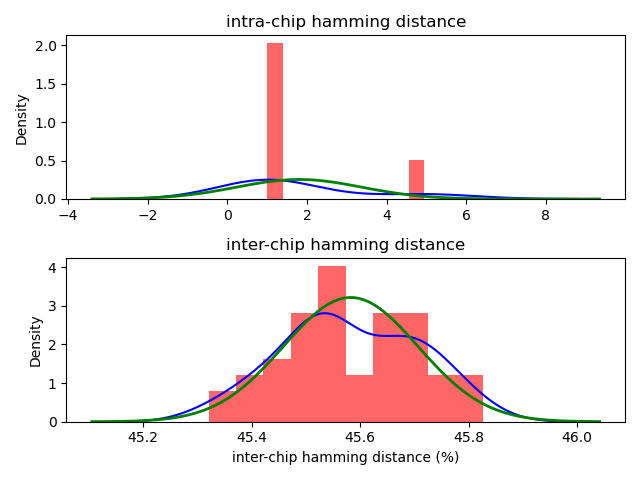 intra-chip hamming distance
Density
2.0
1.5
1.0
0.5
0.0
−4 −2 0 2 4 6 8
inter-chip hamming distance
Density
4
3
2
1
0
45.2 45.4 45.6 45.8 46.0
inter-chip hamming distance (%)